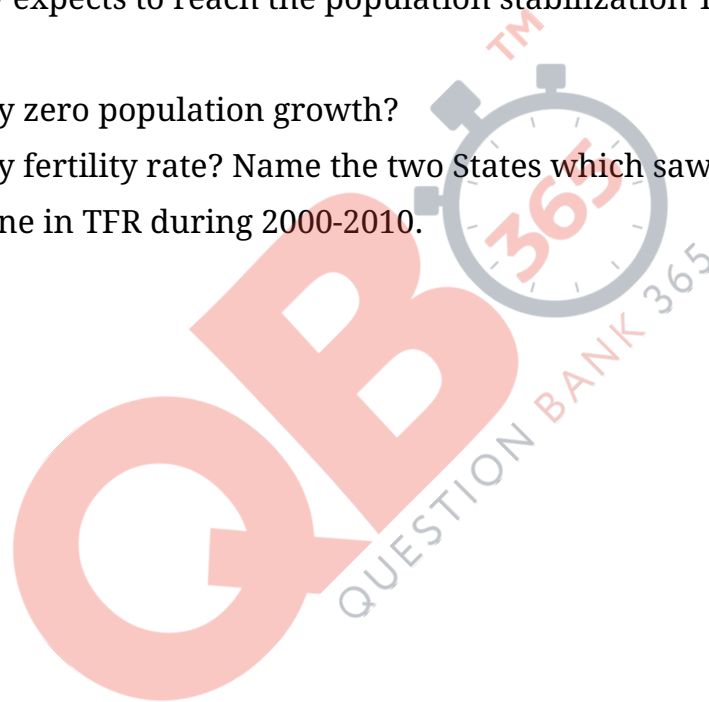 expects to reach the population stabilization
y zero population growth?
y fertility rate? Name the two States which saw
ne in TFR during 2000-2010.
TM
365
QB
QUESTION BANK 365